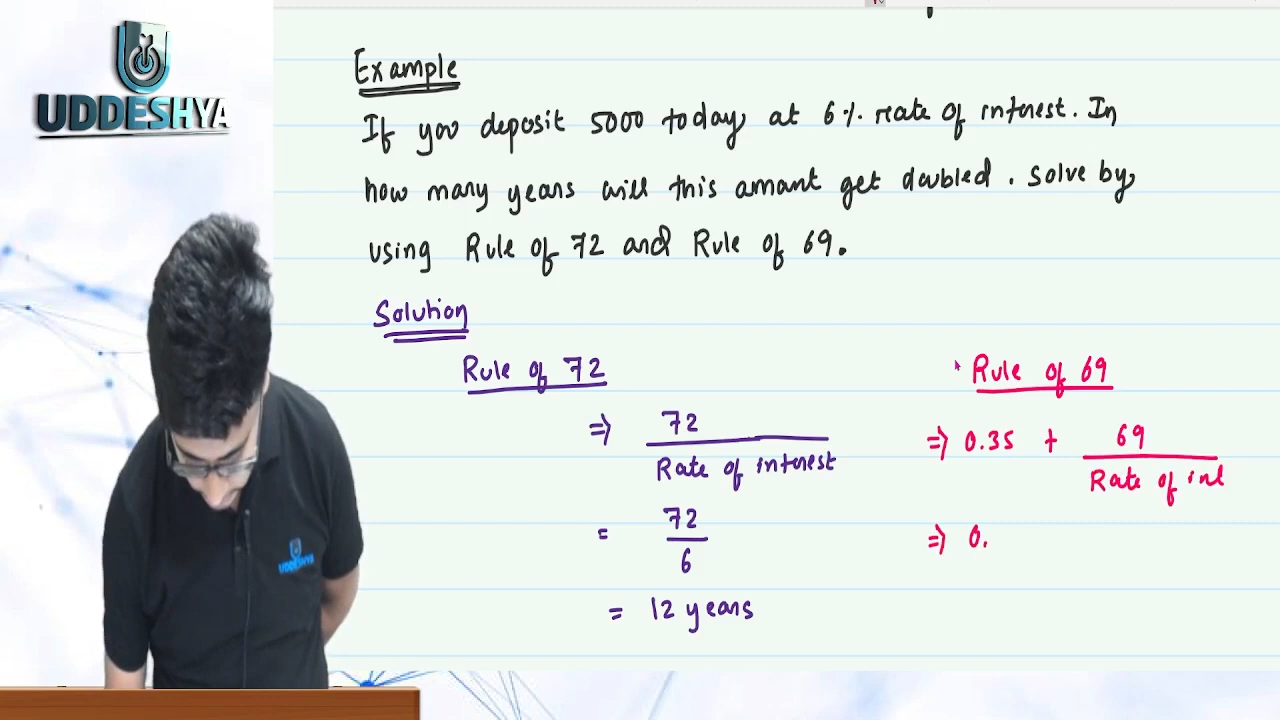 UDDESHYA
Example
If you deposit 5000 today at 6% rate of interest. In
how many years will this amant get doubled. Solve by
using Rule of 72 and Rule of 69.
Solution
Rule of 72
⇒ 72
Rate of interest
= 72
6
= 12 years
Rule of 69
⇒ 0.35 + 69
Rate of int
⇒ 0.
UDDESHYA